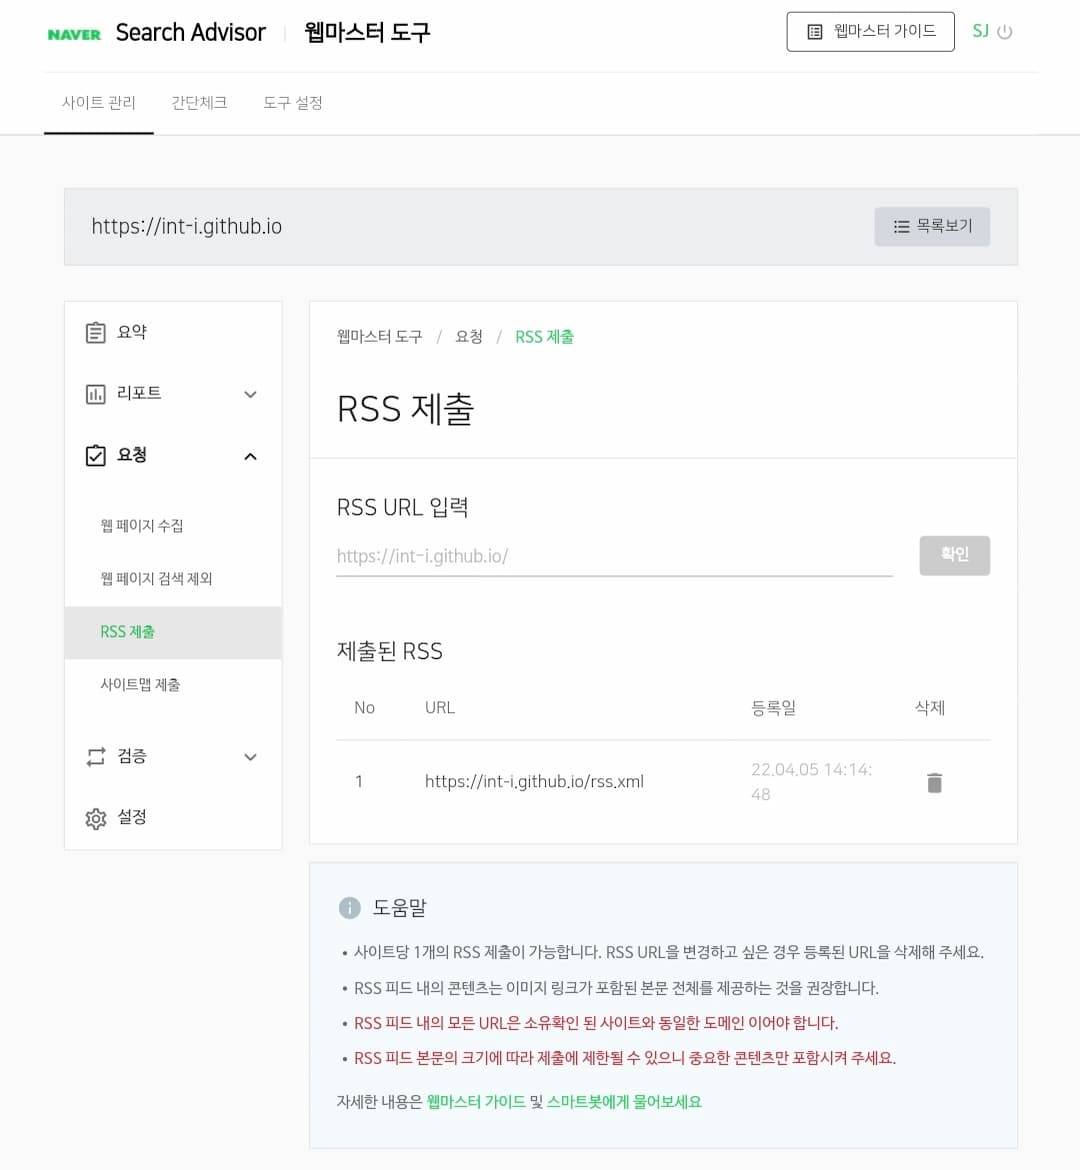 NAVER Search Advisor 웹마스터 도구
웹마스터 가이드
SJ
사이트 관리 간단체크 도구 설정
https://int-i.github.io
목록보기
요약
리포트
요청
웹 페이지 수집
웹 페이지 검색 제외
RSS 제출
사이트맵 제출
검증
설정
웹마스터 도구 / 요청 / RSS 제출
RSS 제출
RSS URL 입력
https://int-i.github.io/
확인
제출된 RSS
No URL 등록일 삭제
1 https://int-i.github.io/rss.xml 22.04.05 14:14:
48
도움말
• 사이트당 1개의 RSS 제출이 가능합니다. RSS URL을 변경하고 싶은 경우 등록된 URL을 삭제해 주세요.
• RSS 피드 내의 콘텐츠는 이미지 링크가 포함된 본문 전체를 제공하는 것을 권장합니다.
• RSS 피드 내의 모든 URL은 소유확인 된 사이트와 동일한 도메인 이어야 합니다.
• RSS 피드 본문의 크기에 따라 제출에 제한될 수 있으니 중요한 콘텐츠만 포함시켜 주세요.
자세한 내용은 웹마스터 가이드 및 스마트봇에게 물어보세요